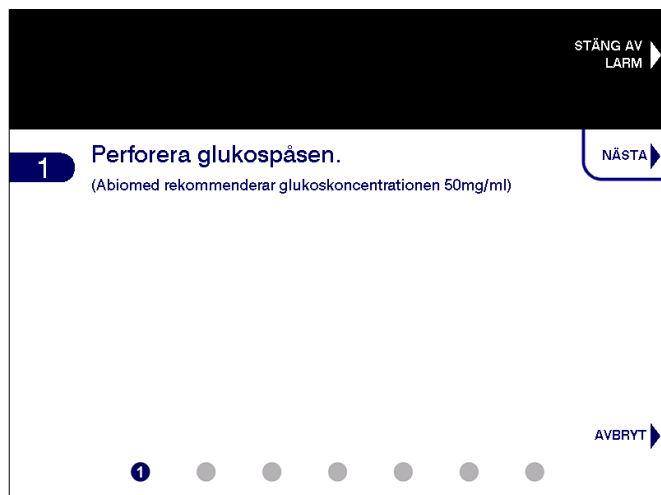 STÄNG AV
LARM
1
Perforera glukospåsen.
NÄSTA
(Abiomed rekommenderar glukoskoncentrationen 50mg/ml)
AVBRYT
1